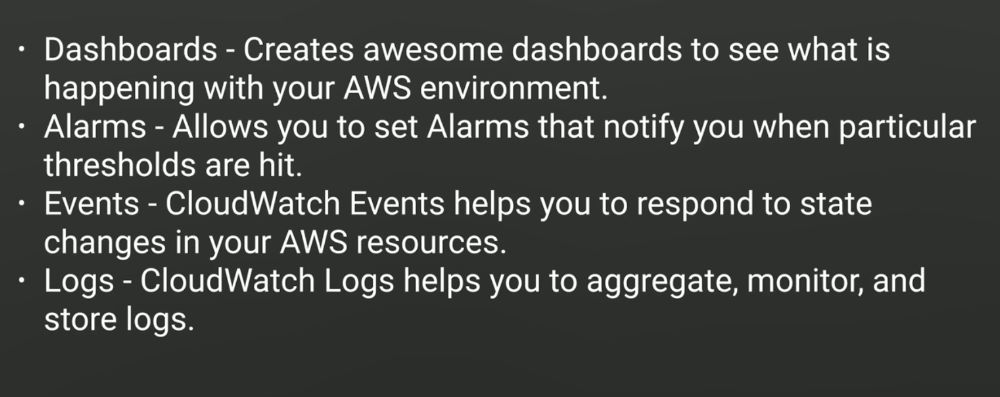 • Dashboards - Creates awesome dashboards to see what is
happening with your AWS environment.
• Alarms - Allows you to set Alarms that notify you when particular
thresholds are hit.
• Events - CloudWatch Events helps you to respond to state
changes in your AWS resources.
• Logs - CloudWatch Logs helps you to aggregate, monitor, and
store logs.